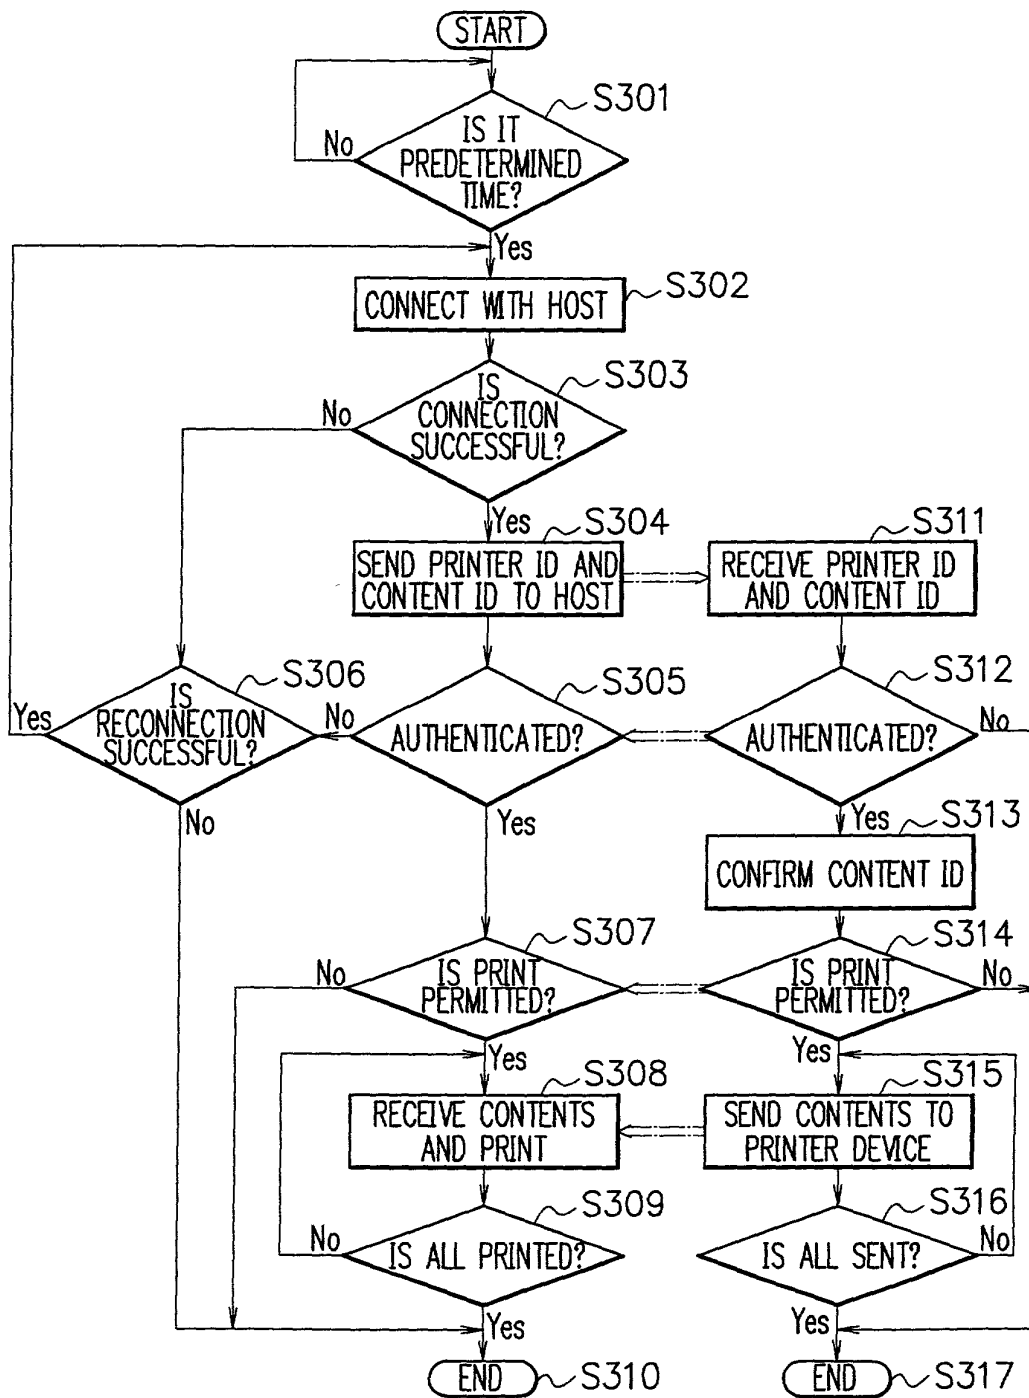 START
S301
IS IT
PREDETERMINED
TIME?
No
Yes
S302
CONNECT WITH HOST
S303
IS
CONNECTION
SUCCESSFUL?
No
Yes
S304
SEND PRINTER ID AND
CONTENT ID TO HOST
S311
RECEIVE PRINTER ID
AND CONTENT ID
S306
IS
RECONNECTION
SUCCESSFUL?
Yes
No
S305
AUTHENTICATED?
No
Yes
S312
AUTHENTICATED?
No
Yes
S313
CONFIRM CONTENT ID
S307
IS PRINT
PERMITTED?
No
Yes
S314
IS PRINT
PERMITTED?
No
Yes
S308
RECEIVE CONTENTS
AND PRINT
S315
SEND CONTENTS TO
PRINTER DEVICE
S309
IS ALL PRINTED?
No
Yes
S316
IS ALL SENT?
No
Yes
END
S310
END
S317